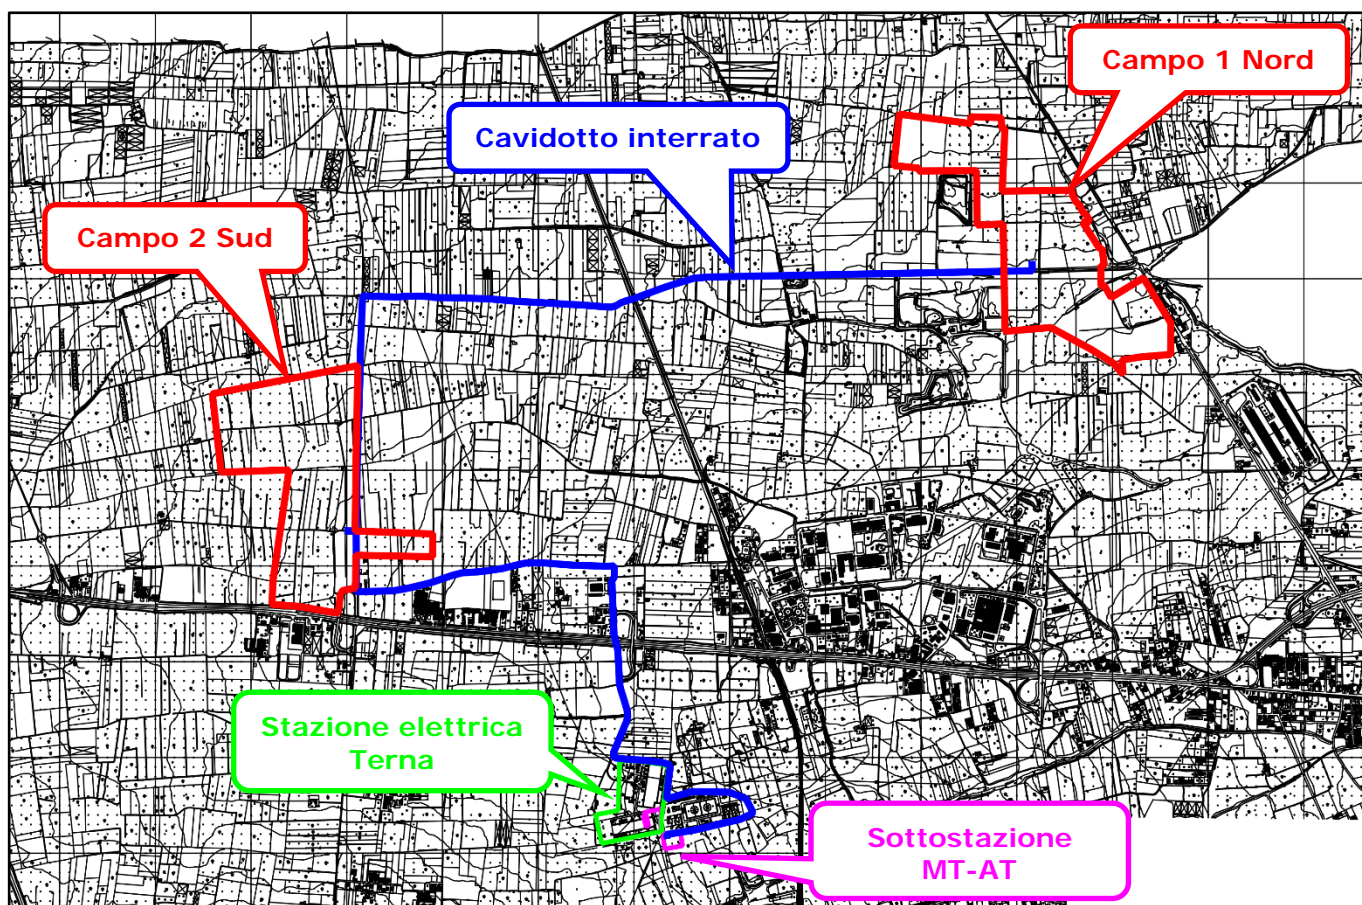 Campo 1 Nord
Cavidotto interrato
Campo 2 Sud
Stazione elettrica
Terna
Sottostazione
MT-AT